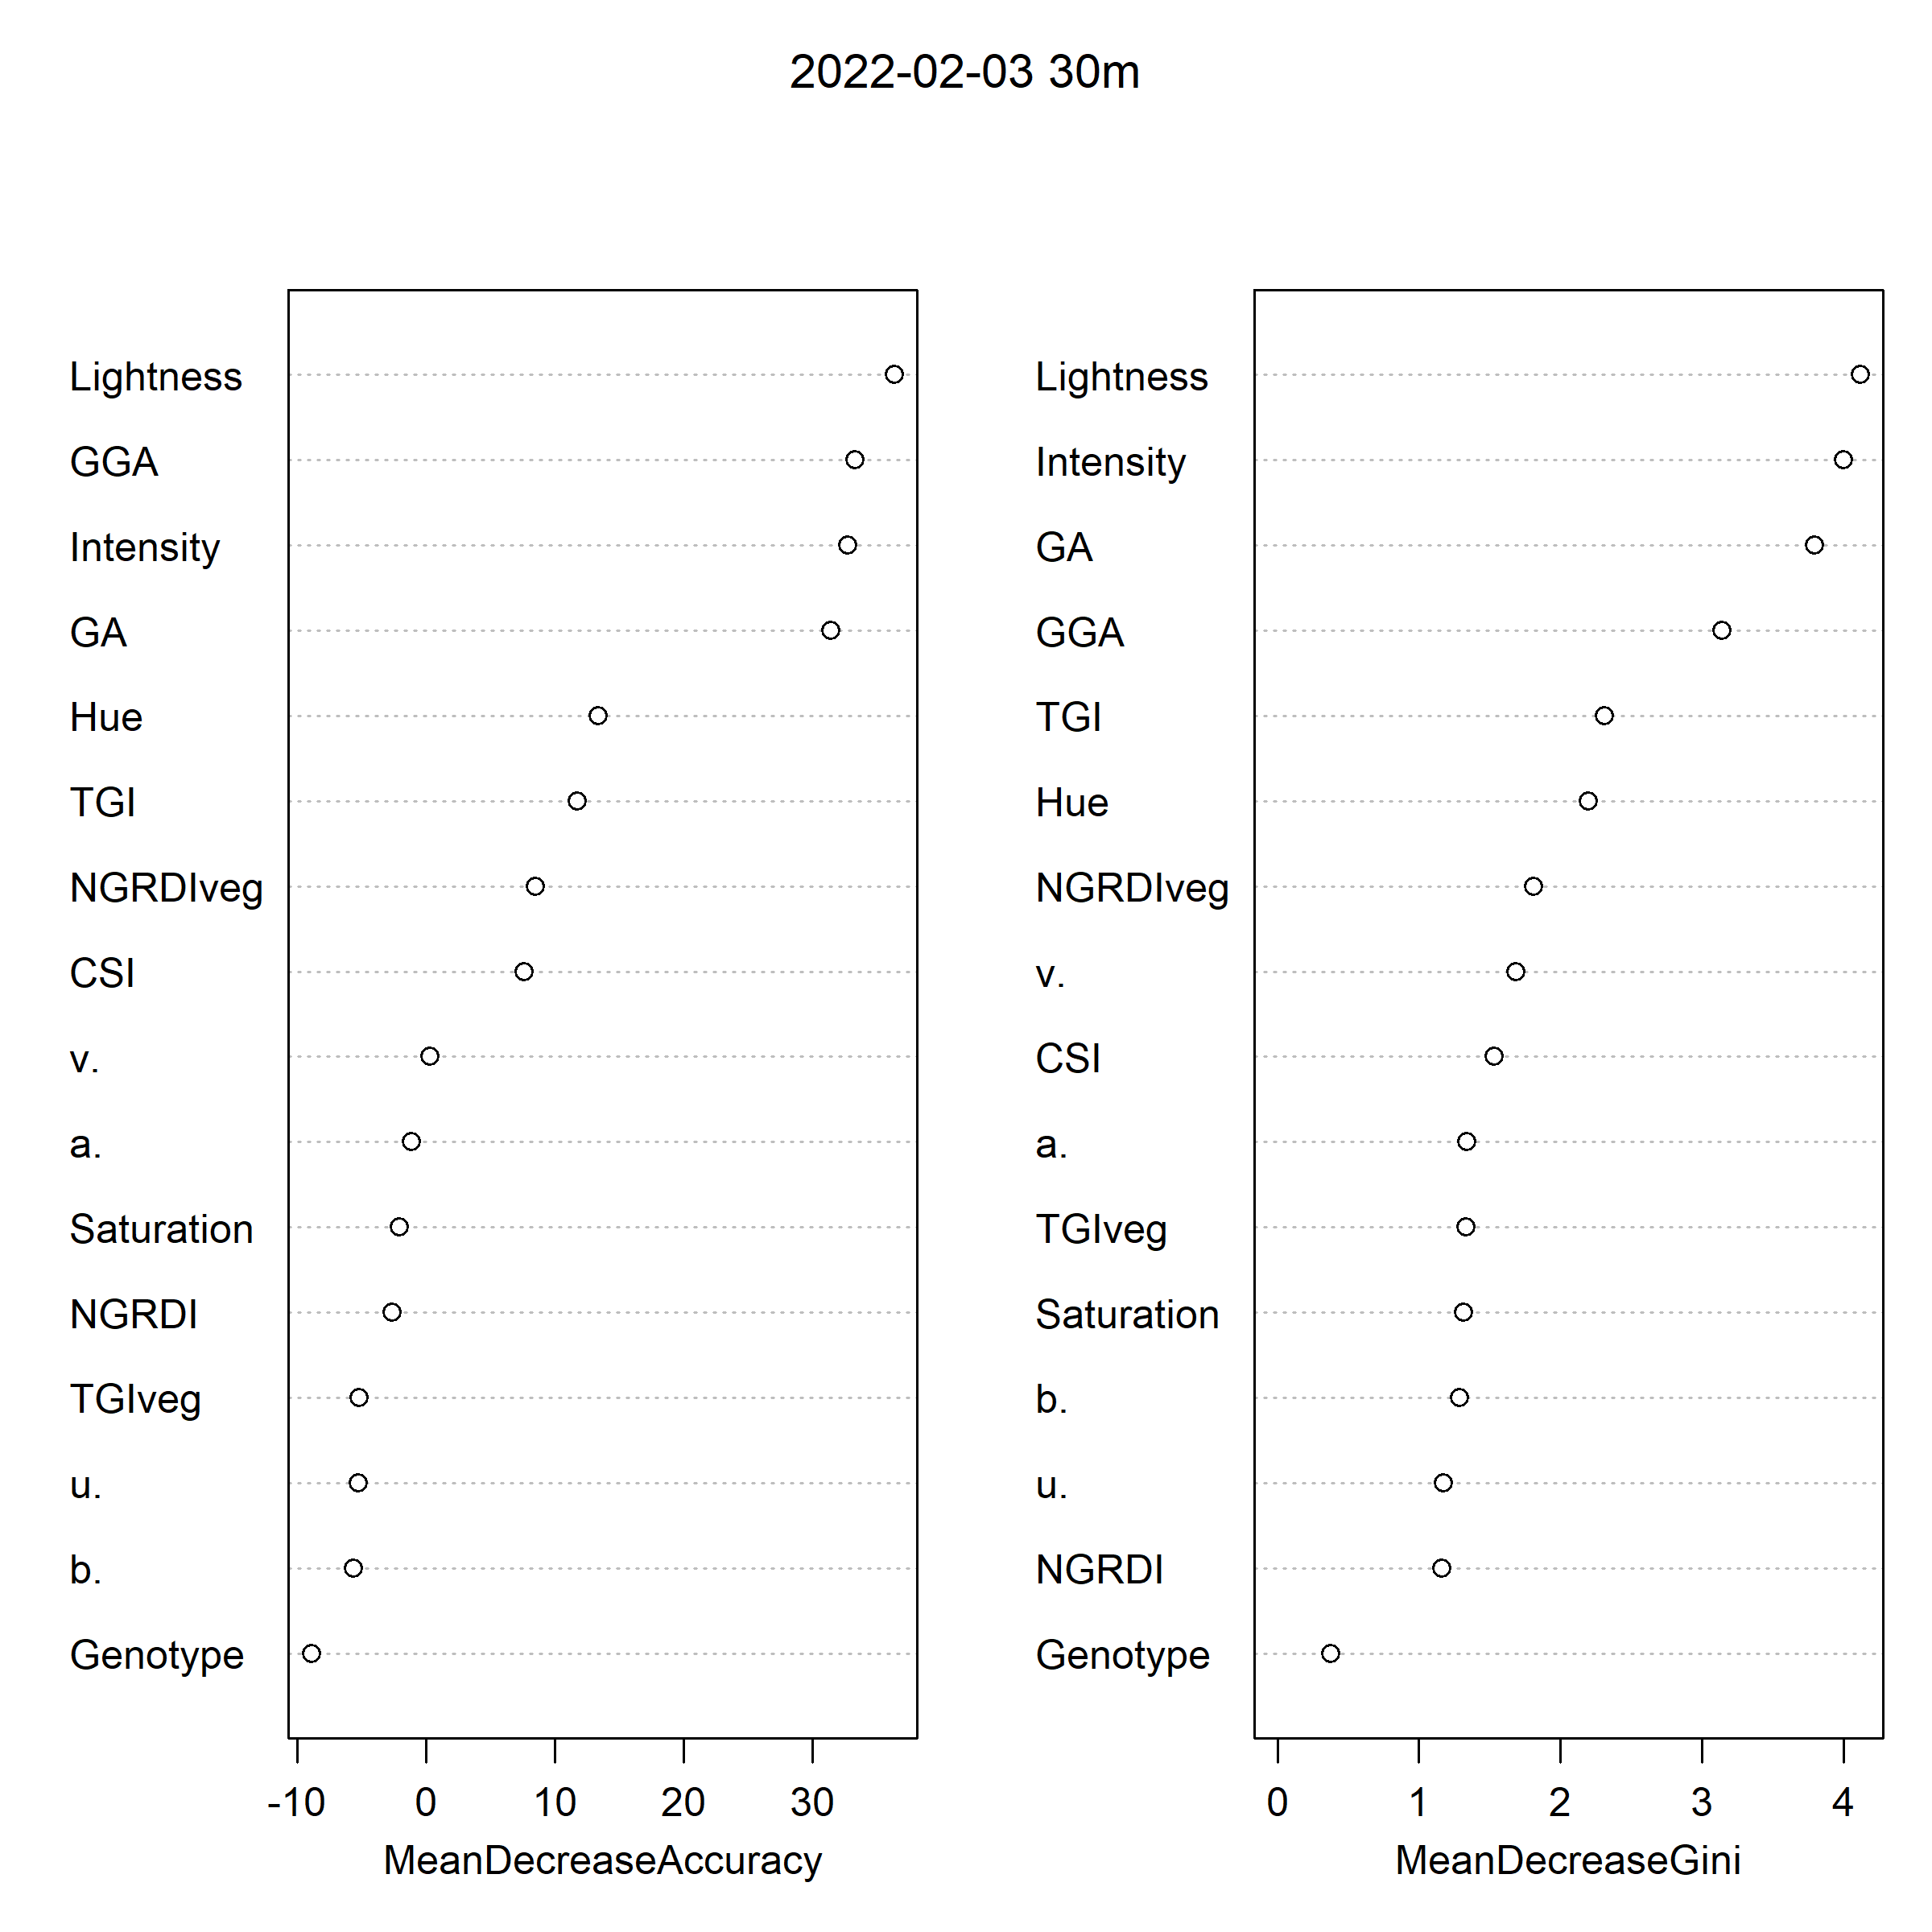 2022-02-03 30m
Lightness
GGA
Intensity
GA
Hue
TGI
NGRDIveg
CSI
v.
a.
Saturation
NGRDI
TGIveg
u.
b.
Genotype
-10 0 10 20 30
MeanDecreaseAccuracy
Lightness
Intensity
GA
GGA
TGI
Hue
NGRDIveg
v.
CSI
a.
TGIveg
Saturation
b.
u.
NGRDI
Genotype
0 1 2 3 4
MeanDecreaseGini